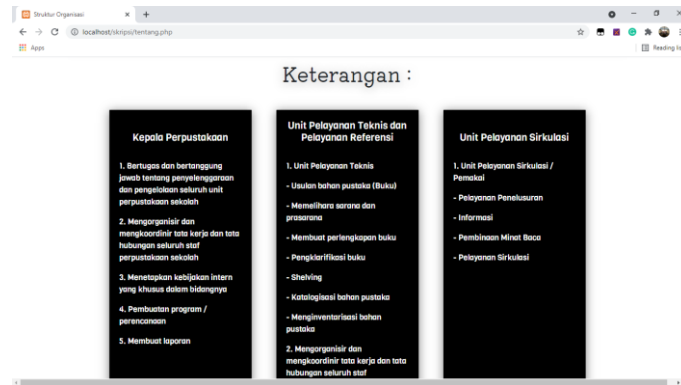 Struktur Organisasi
localhost/skripsi/tentang.php
Apps
Reading lis
Keterangan :
Kepala Perpustakaan
1. Bertugas dan bertanggung
jawab tentang penyelenggaraan
dan pengelolaan seluruh unit
perpustakaan sekolah
2. Mengorganisir dan
mengkoordinir tata kerja dan tata
hubungan seluruh staf
perpustakaan sekolah
3. Menetapkan kebijakan intern
yang khusus dalam bidangnya
4. Pembuatan program /
perencanaan
5. Membuat laporan
Unit Pelayanan Teknis dan
Pelayanan Referensi
1. Unit Pelayanan Teknis
- Usulan bahan pustaka (Buku)
- Memelihara sarana dan
prasarana
- Membuat perlengkapan buku
- Pengklarifikasi buku
- Shelving
- Katalogisasi bahan pustaka
- Menginventarisasi bahan
pustaka
2. Mengorganisir dan
mengkoordinir tata kerja dan tata
hubungan seluruh staf
Unit Pelayanan Sirkulasi
1. Unit Pelayanan Sirkulasi /
Pemakai
- Pelayanan Penelusuran
- Informasi
- Pembinaan Minat Baca
- Pelayanan Sirkulasi